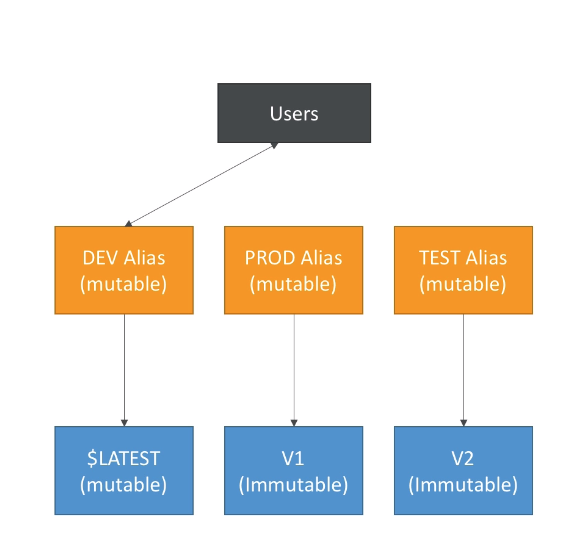 Users
DEV Alias
(mutable)
PROD Alias
(mutable)
TEST Alias
(mutable)
$LATEST
(mutable)
V1
(Immutable)
V2
(Immutable)